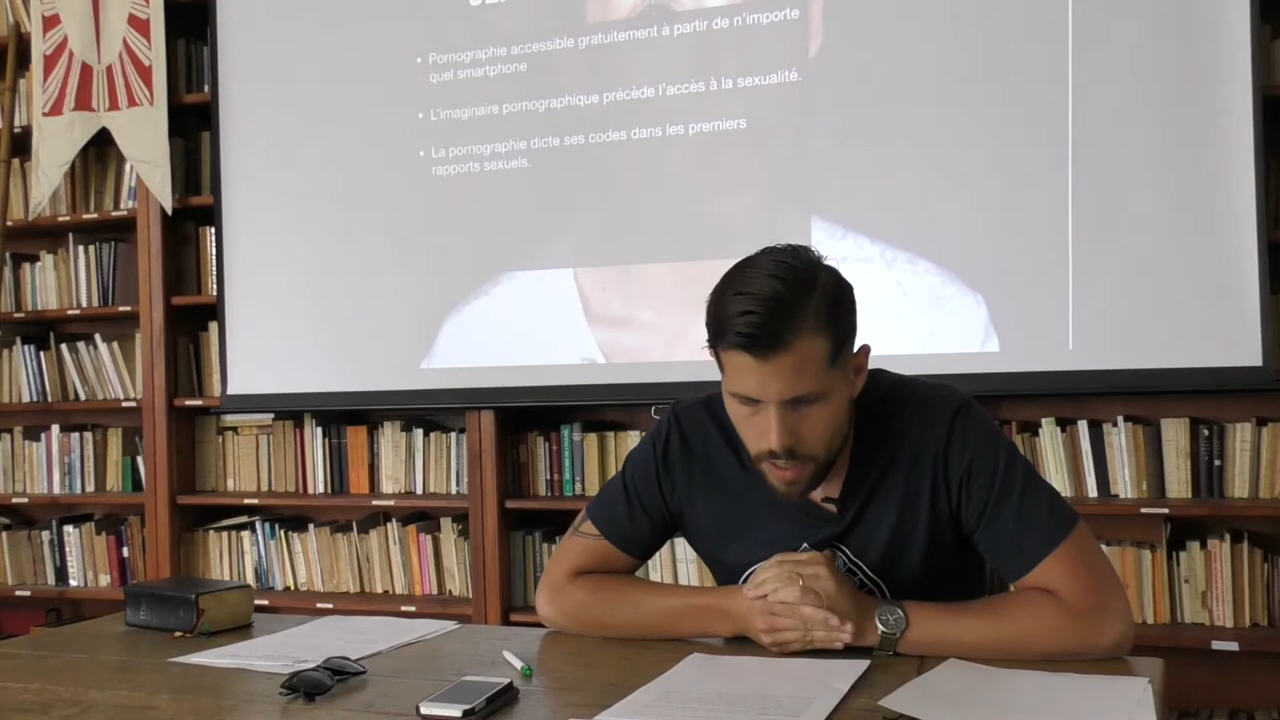 • Pornographie accessible gratuitement à partir de n'importe
quel smartphone
• L'imaginaire pornographique précède l'accès à la sexualité.
• La pornographie dicte ses codes dans les premiers
rapports sexuels.